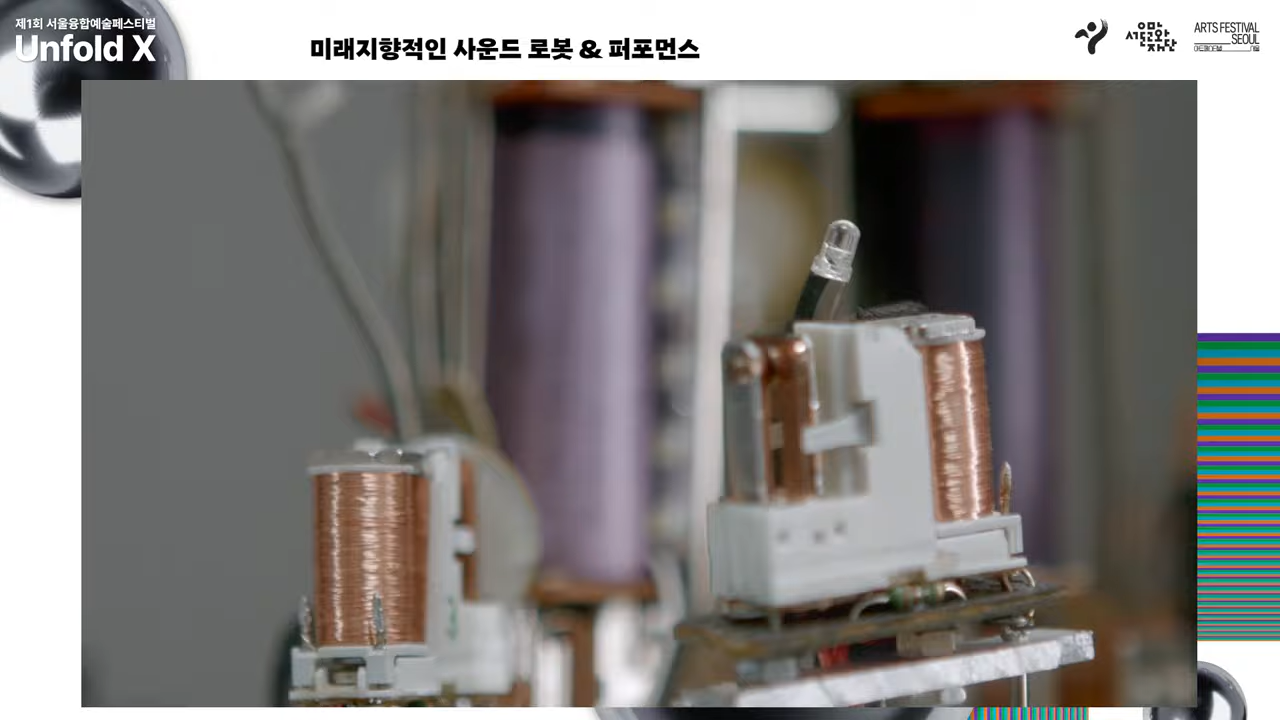 제1회 서울융합예술페스티벌
Unfold X
미래지향적인 사운드 로봇 & 퍼포먼스
서울문화재단
ARTS FESTIVAL
SEOUL